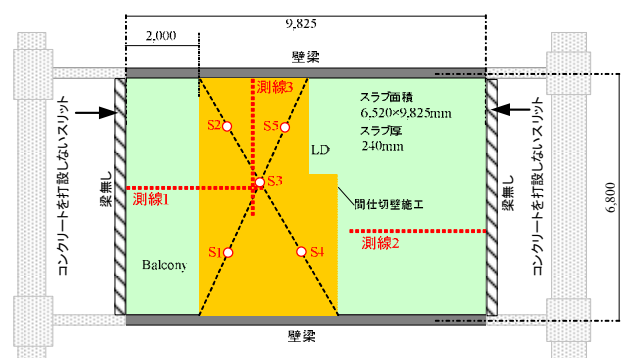 9,825
2,000
壁梁
測線3
スラブ面積
6,520×9,825mm
スラブ厚
240mm
S2
S5
LD
コンクリートを打設しないスリット
梁無し
S3
測線1
間仕切壁施工
梁無し
コンクリートを打設しないスリット
6,800
測線2
S1
S4
Balcony
壁梁